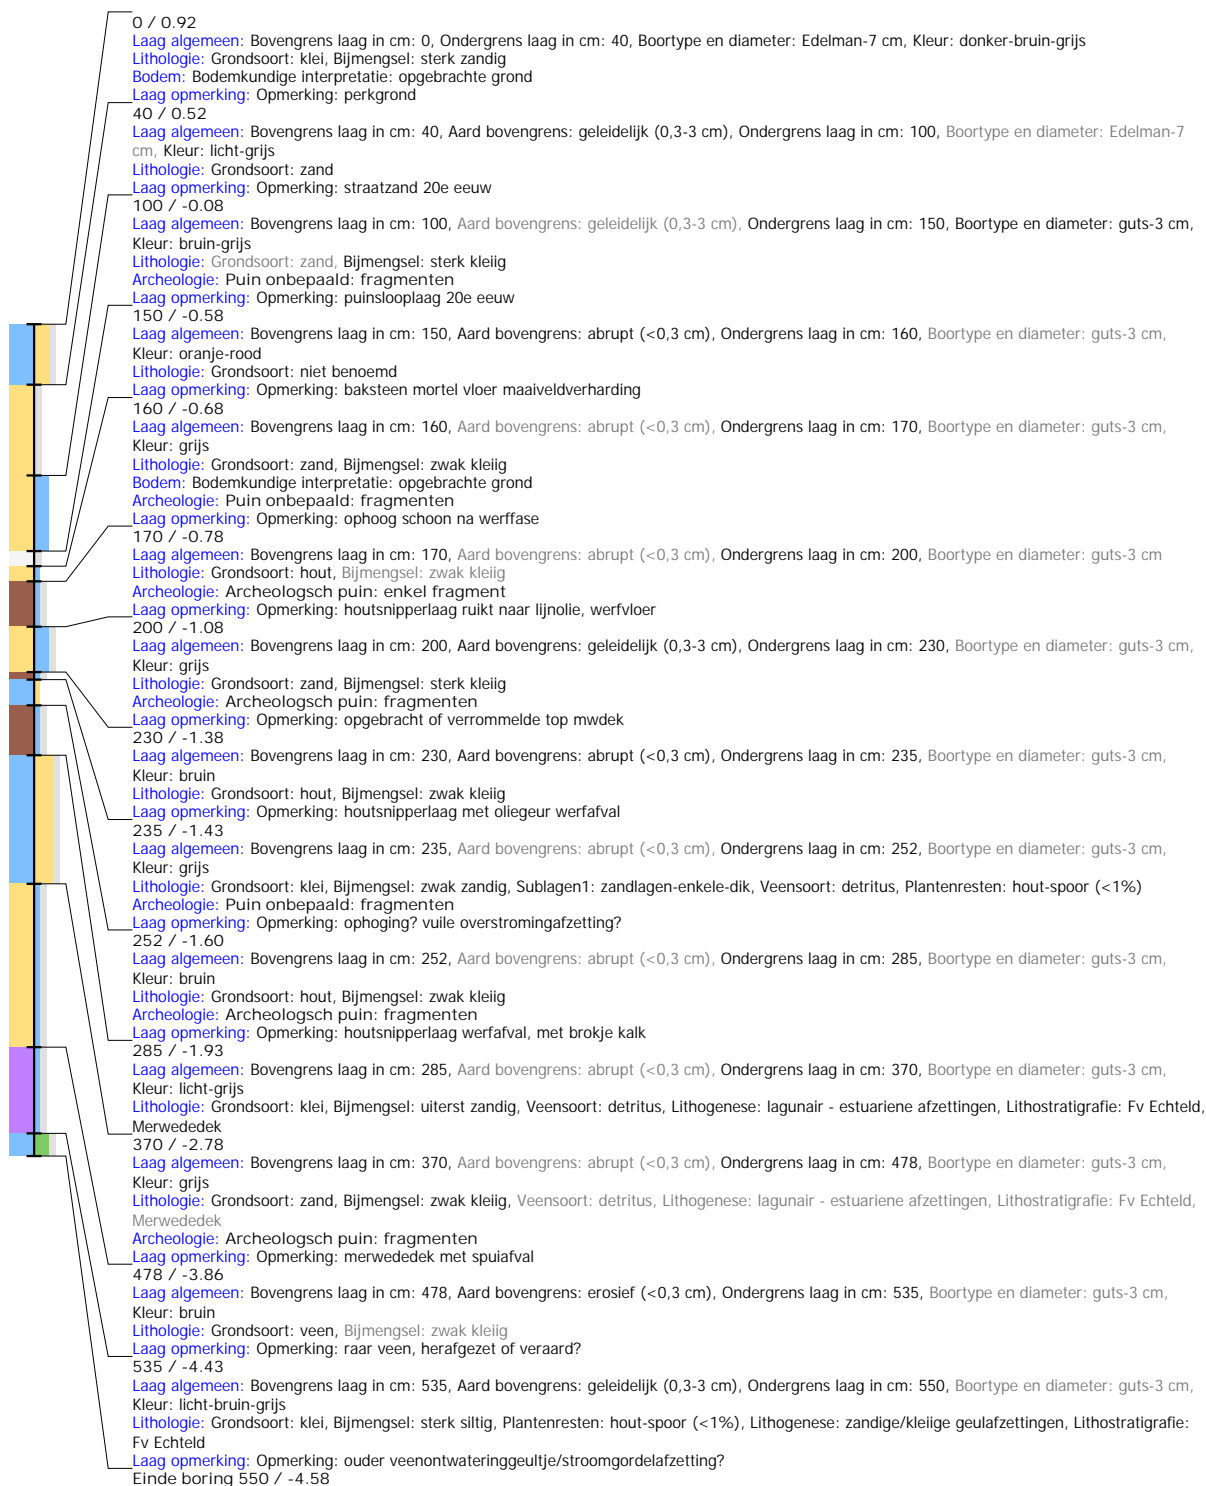 0 / 0.92
Laag algemeen: Bovengrens laag in cm: 0, Ondergrens laag in cm: 40, Boortype en diameter: Edelman-7 cm, Kleur: donker-bruin-grijs
Lithologie: Grondsoort: klei, Bijmengsel: sterk zandig
Bodem: Bodemkundige interpretatie: opgebrachte grond
Laag opmerking: Opmerking: perkgrond
40 / 0.52
Laag algemeen: Bovengrens laag in cm: 40, Aard bovengrens: geleidelijk (0,3-3 cm), Ondergrens laag in cm: 100, Boortype en diameter: Edelman-7
cm, Kleur: licht-grijs
Lithologie: Grondsoort: zand
Laag opmerking: Opmerking: straatzand 20e eeuw
100 / -0.08
Laag algemeen: Bovengrens laag in cm: 100, Aard bovengrens: geleidelijk (0,3-3 cm), Ondergrens laag in cm: 150, Boortype en diameter: guts-3 cm,
Kleur: bruin-grijs
Lithologie: Grondsoort: zand, Bijmengsel: sterk kleiig
Archeologie: Puin onbepaald: fragmenten
Laag opmerking: Opmerking: puinslooplaag 20e eeuw
150 / -0.58
Laag algemeen: Bovengrens laag in cm: 150, Aard bovengrens: abrupt (<0,3 cm), Ondergrens laag in cm: 160, Boortype en diameter: guts-3 cm,
Kleur: oranje-rood
Lithologie: Grondsoort: niet benoemd
Laag opmerking: Opmerking: baksteen mortel vloer maaiveldverharding
160 / -0.68
Laag algemeen: Bovengrens laag in cm: 160, Aard bovengrens: abrupt (<0,3 cm), Ondergrens laag in cm: 170, Boortype en diameter: guts-3 cm,
Kleur: grijs
Lithologie: Grondsoort: zand, Bijmengsel: zwak kleiig
Bodem: Bodemkundige interpretatie: opgebrachte grond
Archeologie: Puin onbepaald: fragmenten
Laag opmerking: Opmerking: ophoog schoon na werffase
170 / -0.78
Laag algemeen: Bovengrens laag in cm: 170, Aard bovengrens: abrupt (<0,3 cm), Ondergrens laag in cm: 200, Boortype en diameter: guts-3 cm
Lithologie: Grondsoort: hout, Bijmengsel: zwak kleiig
Archeologie: Archeologsch puin: enkel fragment
Laag opmerking: Opmerking: houtsnipperlaag ruikt naar lijnolie, werfvloer
200 / -1.08
Laag algemeen: Bovengrens laag in cm: 200, Aard bovengrens: geleidelijk (0,3-3 cm), Ondergrens laag in cm: 230, Boortype en diameter: guts-3 cm,
Kleur: grijs
Lithologie: Grondsoort: zand, Bijmengsel: sterk kleiig
Archeologie: Archeologsch puin: fragmenten
Laag opmerking: Opmerking: opgebracht of verrommelde top mwdek
230 / -1.38
Laag algemeen: Bovengrens laag in cm: 230, Aard bovengrens: abrupt (<0,3 cm), Ondergrens laag in cm: 235, Boortype en diameter: guts-3 cm,
Kleur: bruin
Lithologie: Grondsoort: hout, Bijmengsel: zwak kleiig
Laag opmerking: Opmerking: houtsnipperlaag met oliegeur werfafval
235 / -1.43
Laag algemeen: Bovengrens laag in cm: 235, Aard bovengrens: abrupt (<0,3 cm), Ondergrens laag in cm: 252, Boortype en diameter: guts-3 cm,
Kleur: grijs
Lithologie: Grondsoort: klei, Bijmengsel: zwak zandig, Sublagen1: zandlagen-enkele-dik, Veensoort: detritus, Plantenresten: hout-spoor (<1%)
Archeologie: Puin onbepaald: fragmenten
Laag opmerking: Opmerking: ophoging? vuile overstromingafzetting?
252 / -1.60
Laag algemeen: Bovengrens laag in cm: 252, Aard bovengrens: abrupt (<0,3 cm), Ondergrens laag in cm: 285, Boortype en diameter: guts-3 cm,
Kleur: bruin
Lithologie: Grondsoort: hout, Bijmengsel: zwak kleiig
Archeologie: Archeologsch puin: fragmenten
Laag opmerking: Opmerking: houtsnipperlaag werfafval, met brokje kalk
285 / -1.93
Laag algemeen: Bovengrens laag in cm: 285, Aard bovengrens: abrupt (<0,3 cm), Ondergrens laag in cm: 370, Boortype en diameter: guts-3 cm,
Kleur: licht-grijs
Lithologie: Grondsoort: klei, Bijmengsel: uiterst zandig, Veensoort: detritus, Lithogenese: lagunair - estuariene afzettingen, Lithostratigrafie: Fv Echteld,
Merwededek
370 / -2.78
Laag algemeen: Bovengrens laag in cm: 370, Aard bovengrens: abrupt (<0,3 cm), Ondergrens laag in cm: 478, Boortype en diameter: guts-3 cm,
Kleur: grijs
Lithologie: Grondsoort: zand, Bijmengsel: zwak kleiig, Veensoort: detritus, Lithogenese: lagunair - estuariene afzettingen, Lithostratigrafie: Fv Echteld,
Merwededek
Archeologie: Archeologsch puin: fragmenten
Laag opmerking: Opmerking: merwededek met spuiafval
478 / -3.86
Laag algemeen: Bovengrens laag in cm: 478, Aard bovengrens: erosief (<0,3 cm), Ondergrens laag in cm: 535, Boortype en diameter: guts-3 cm,
Kleur: bruin
Lithologie: Grondsoort: veen, Bijmengsel: zwak kleiig
Laag opmerking: Opmerking: raar veen, herafgezet of veraard?
535 / -4.43
Laag algemeen: Bovengrens laag in cm: 535, Aard bovengrens: geleidelijk (0,3-3 cm), Ondergrens laag in cm: 550, Boortype en diameter: guts-3 cm,
Kleur: licht-bruin-grijs
Lithologie: Grondsoort: klei, Bijmengsel: sterk siltig, Plantenresten: hout-spoor (<1%), Lithogenese: zandige/kleiige geulafzettingen, Lithostratigrafie:
Fv Echteld
Laag opmerking: Opmerking: ouder veenontwateringgeultje/stroomgordelafzetting?
Einde boring 550 / -4.58